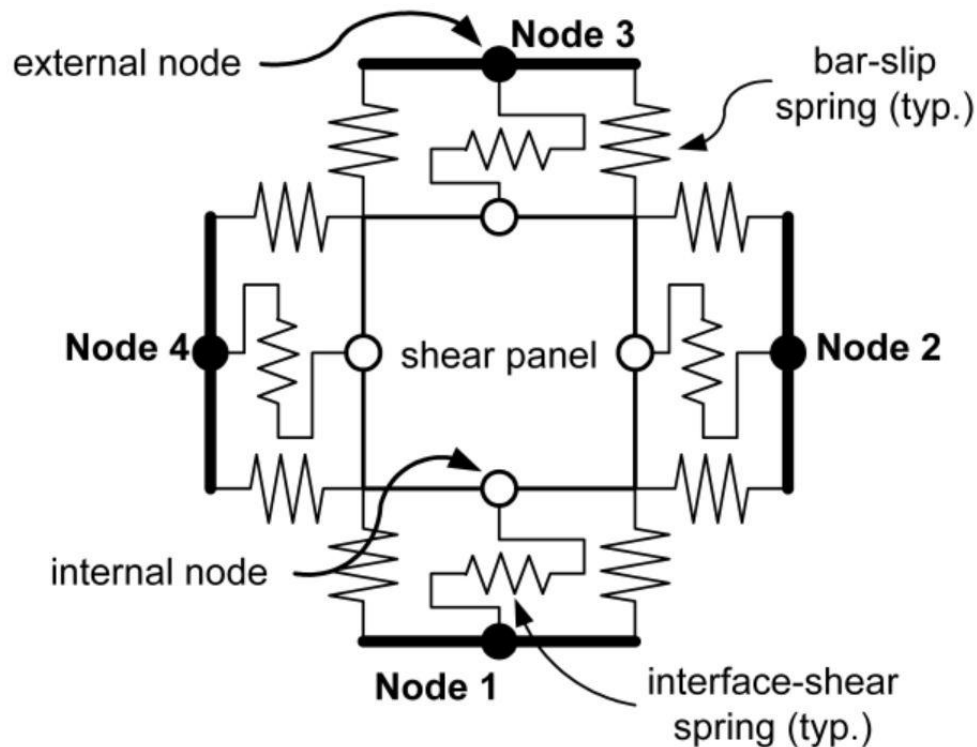 Node 3
external node
bar-slip
spring (typ.)
Node 4
shear panel
Node 2
internal node
Node 1
interface-shear
spring (typ.)